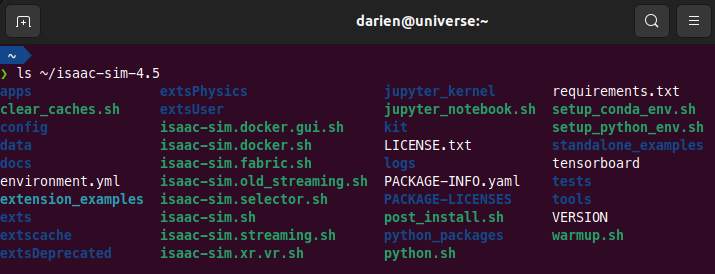 darien@universe:~
~
❯ ls ~/isaac-sim-4.5
apps extsPhysics jupyter_kernel requirements.txt
clear_caches.sh extsUser jupyter_notebook.sh setup_conda_env.sh
config isaac-sim.docker.gui.sh kit setup_python_env.sh
data isaac-sim.docker.sh LICENSE.txt standalone_examples
docs isaac-sim.fabric.sh logs tensorboard
environment.yml isaac-sim.old_streaming.sh PACKAGE-INFO.yaml tests
extension_examples isaac-sim.selector.sh PACKAGE-LICENSES tools
exts isaac-sim.sh post_install.sh VERSION
extscache isaac-sim.streaming.sh python_packages warmup.sh
extsDeprecated isaac-sim.xr.vr.sh python.sh